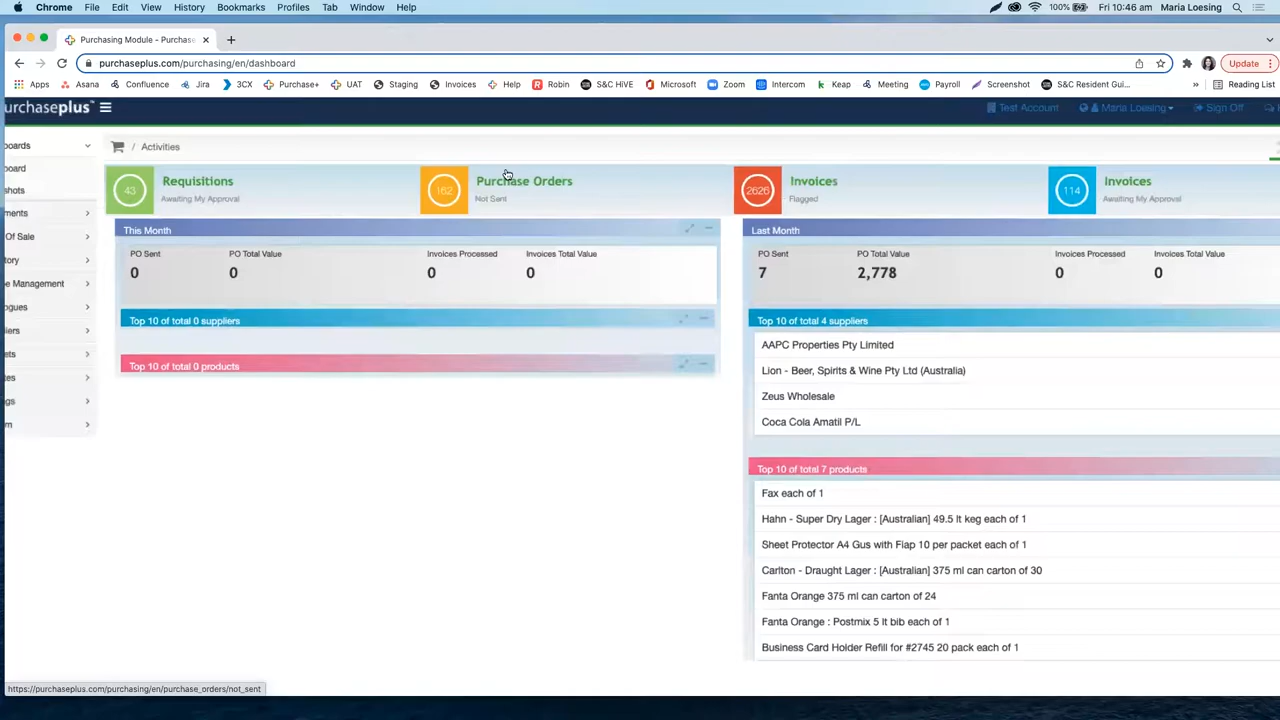 Chrome File Edit View History Bookmarks Profiles Tab Window Help 100% Fri 10:46 am Maria Loesing
Purchasing Module - Purchas
purchaseplus.com/purchasing/en/dashboard Update
Apps Asana Confluence Jira 3CX Purchase+ UAT Staging Invoices Help Robin S&C HIVE Microsoft Zoom Intercom Keap Meeting Payroll Screenshot S&C Resident Gui... » Reading List
urchaseplus™ Test Account Maria Loesing Sign Off
oards
/ Activities
oard
shots
ments
Of Sale
tory
e Management
ogues
iers
ets
tes
ngs
m
43 Requisitions
Awaiting My Approval
162 Purchase Orders
Not Sent
2626 Invoices
Flagged
114 Invoices
Awaiting My Approval
This Month
PO Sent PO Total Value Invoices Processed Invoices Total Value
0 0 0 0
Top 10 of total 0 suppliers
Top 10 of total 0 products
Last Month
PO Sent PO Total Value Invoices Processed Invoices Total Value
7 2,778 0 0
Top 10 of total 4 suppliers
AAPC Properties Pty Limited
Lion - Beer, Spirits & Wine Pty Ltd (Australia)
Zeus Wholesale
Coca Cola Amatil P/L
Top 10 of total 7 products
Fax each of 1
Hahn - Super Dry Lager : [Australian] 49.5 lt keg each of 1
Sheet Protector A4 Gus with Flap 10 per packet each of 1
Carlton - Draught Lager : [Australian] 375 ml can carton of 30
Fanta Orange 375 ml can carton of 24
Fanta Orange : Postmix 5 lt bib each of 1
Business Card Holder Refill for #2745 20 pack each of 1
https://purchaseplus.com/purchasing/en/purchase_orders/not_sent